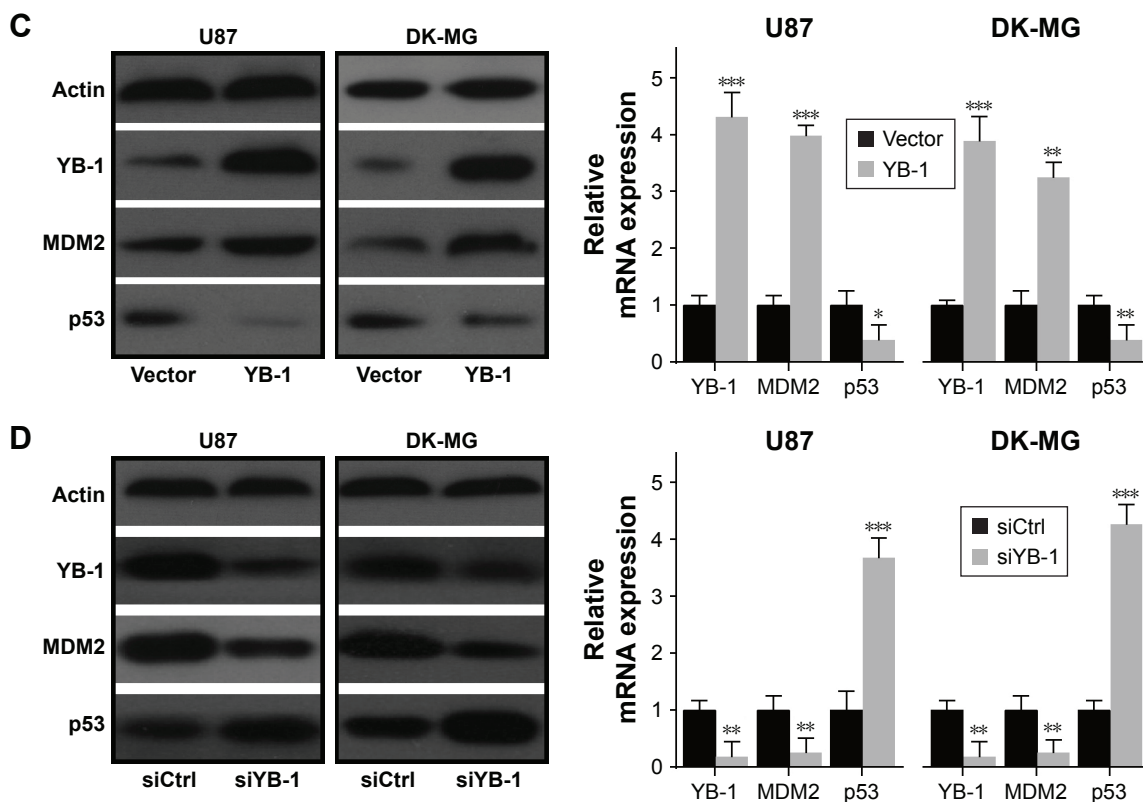 C
U87 DK-MG
Actin
YB-1
MDM2
p53
Vector YB-1 Vector YB-1
U87 DK-MG
Relative
mRNA expression
5
4
3
2
1
0
*** *** * *** ** **
Vector
YB-1
YB-1 MDM2 p53 YB-1 MDM2 p53
D
U87 DK-MG
Actin
YB-1
MDM2
p53
siCtrl siYB-1 siCtrl siYB-1
U87 DK-MG
Relative
mRNA expression
5
4
3
2
1
0
** ** *** ** ** ***
siCtrl
siYB-1
YB-1 MDM2 p53 YB-1 MDM2 p53